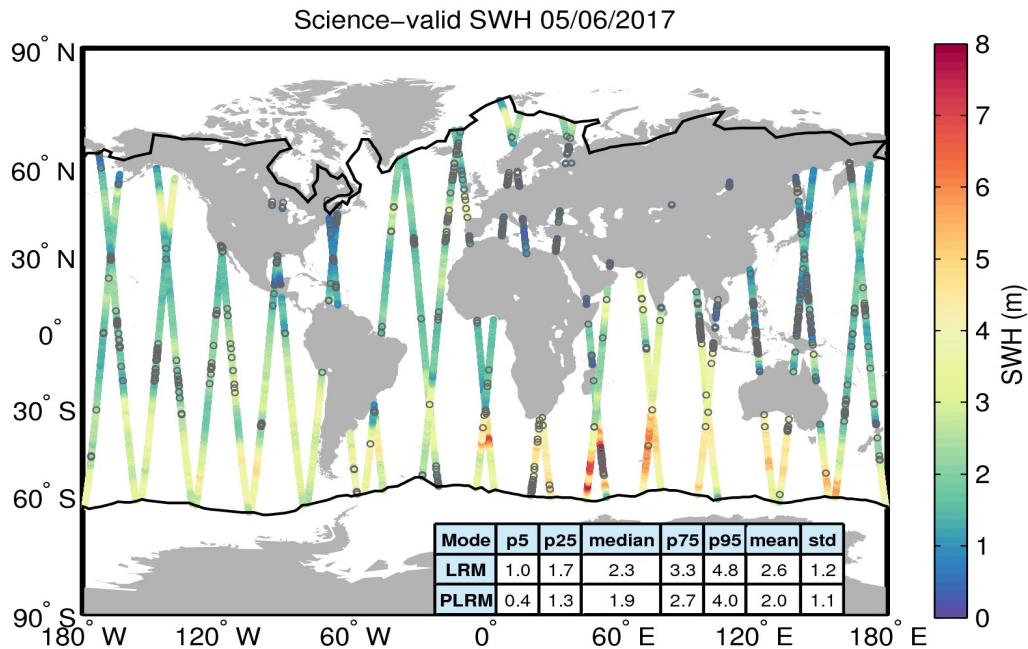 Science-valid SWH 05/06/2017
90° N
60° N
30° N
0°
30° S
60° S
90° S
180° W 120° W 60° W 0° 60° E 120° E 180° E
Mode p5 p25 median p75 p95 mean std
LRM 1.0 1.7 2.3 3.3 4.8 2.6 1.2
PLRM 0.4 1.3 1.9 2.7 4.0 2.0 1.1
8
7
6
5
4
3
2
1
0
SWH (m)